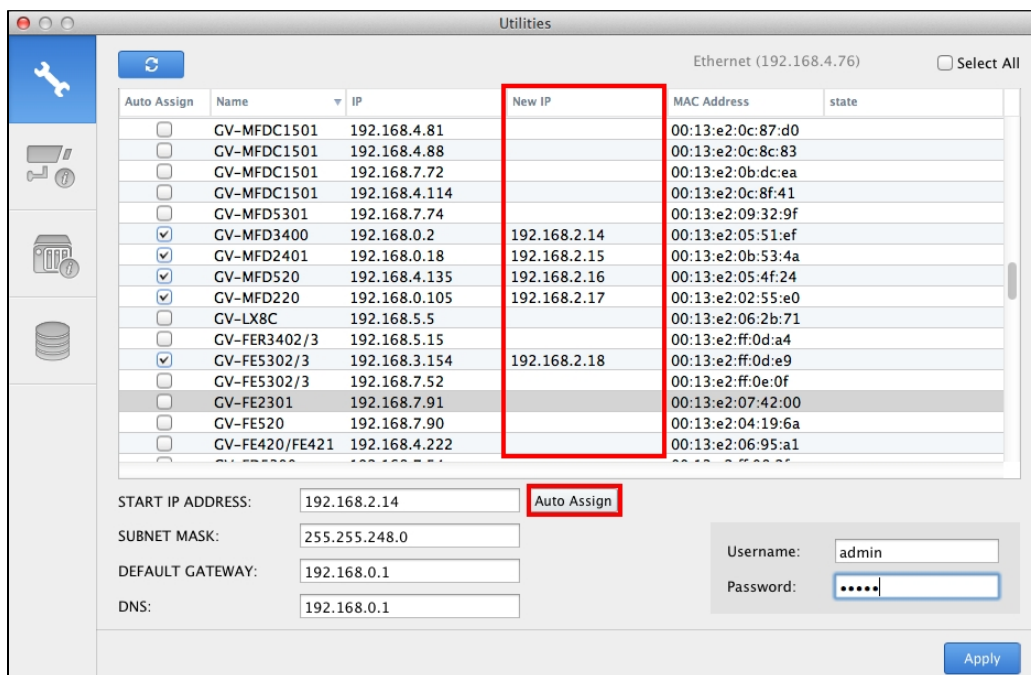 Utilities
Ethernet (192.168.4.76) Select All
Auto Assign Name IP New IP MAC Address state
GV-MFDC1501 192.168.4.81 00:13:e2:0c:87:d0
GV-MFDC1501 192.168.4.88 00:13:e2:0c:8c:83
GV-MFDC1501 192.168.7.72 00:13:e2:0b:dc:ea
GV-MFDC1501 192.168.4.114 00:13:e2:0c:8f:41
GV-MFD5301 192.168.7.74 00:13:e2:09:32:9f
GV-MFD3400 192.168.0.2 192.168.2.14 00:13:e2:05:51:ef
GV-MFD2401 192.168.0.18 192.168.2.15 00:13:e2:0b:53:4a
GV-MFD520 192.168.4.135 192.168.2.16 00:13:e2:05:4f:24
GV-MFD220 192.168.0.105 192.168.2.17 00:13:e2:02:55:e0
GV-LX8C 192.168.5.5 00:13:e2:06:2b:71
GV-FER3402/3 192.168.5.15 00:13:e2:ff:0d:a4
GV-FE5302/3 192.168.3.154 192.168.2.18 00:13:e2:ff:0d:e9
GV-FE5302/3 192.168.7.52 00:13:e2:ff:0e:0f
GV-FE2301 192.168.7.91 00:13:e2:07:42:00
GV-FE520 192.168.7.90 00:13:e2:04:19:6a
GV-FE420/FE421 192.168.4.222 00:13:e2:06:95:a1
START IP ADDRESS: 192.168.2.14 Auto Assign
SUBNET MASK: 255.255.248.0
DEFAULT GATEWAY: 192.168.0.1
DNS: 192.168.0.1
Username: admin
Password: •••••
Apply